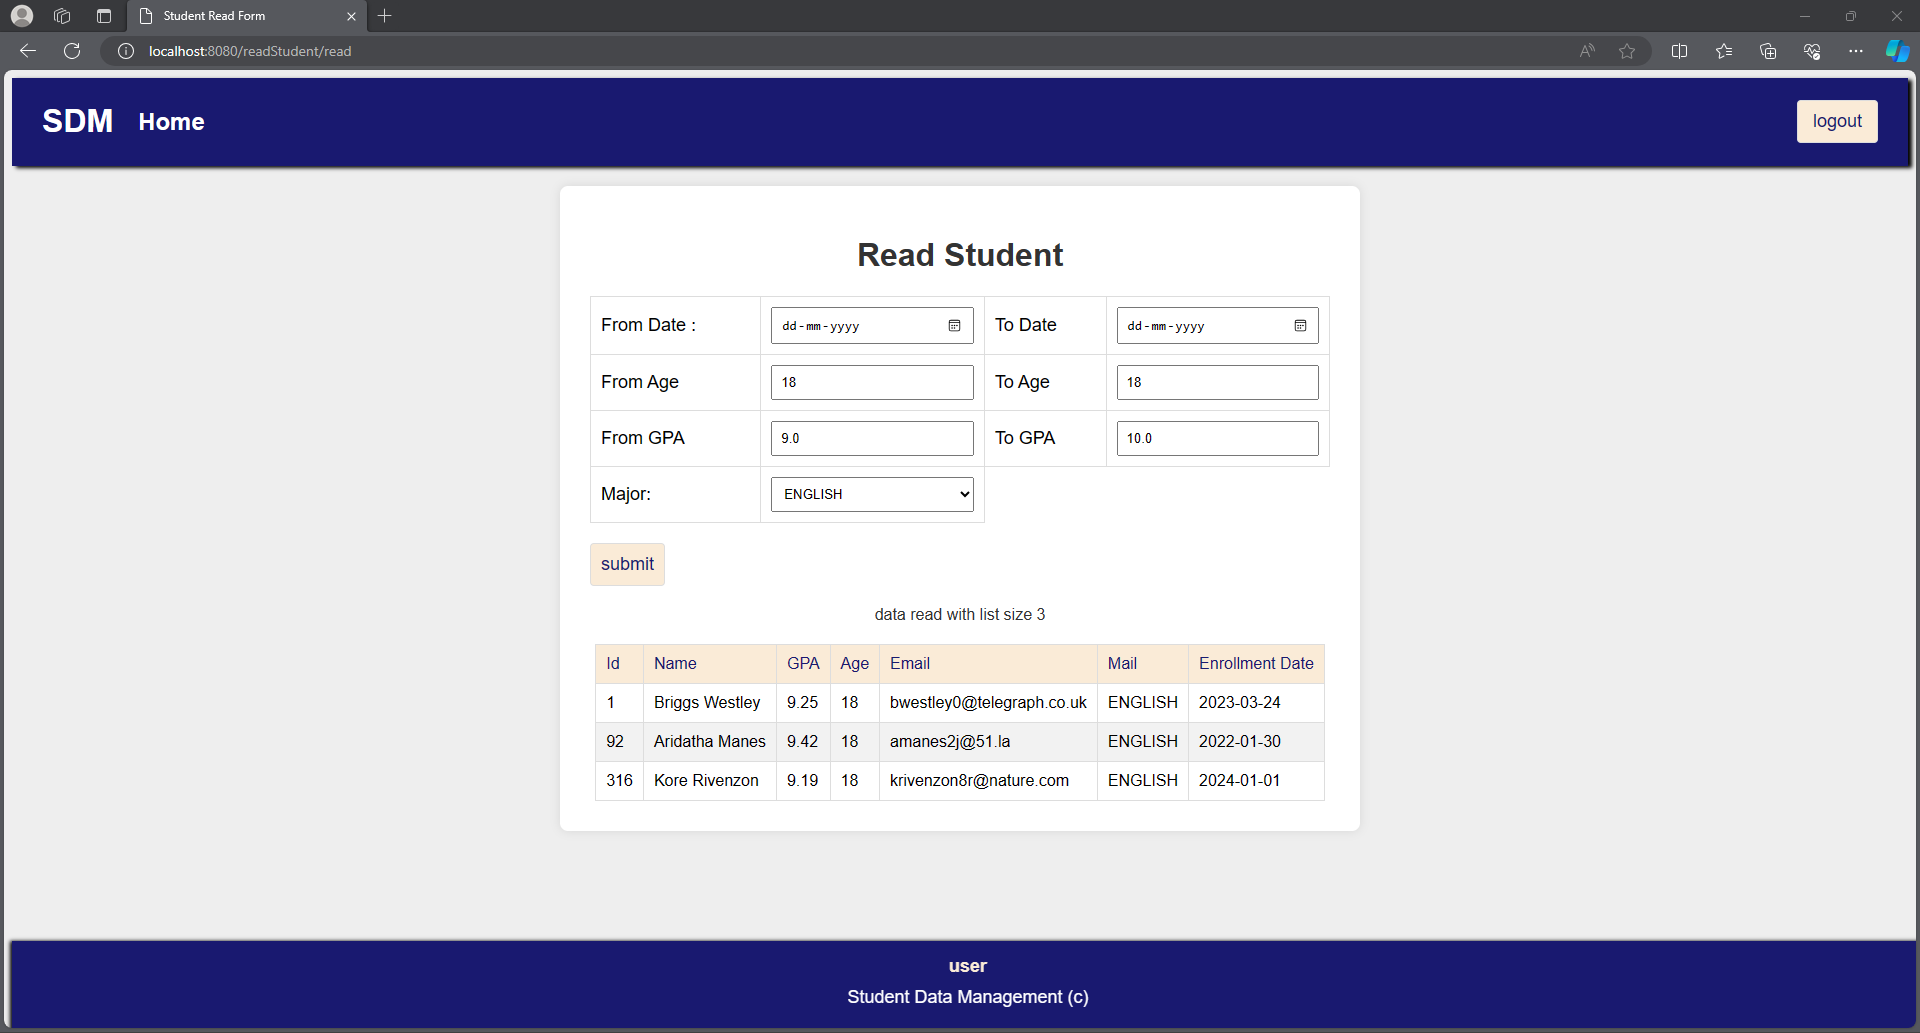 Student Read Form
localhost:8080/readStudent/read
SDM Home logout
Read Student
From Date : dd-mm-yyyy To Date dd-mm-yyyy
From Age 18 To Age 18
From GPA 9.0 To GPA 10.0
Major: ENGLISH
submit
data read with list size 3
Id Name GPA Age Email Mail Enrollment Date
1 Briggs Westley 9.25 18 bwestley0@telegraph.co.uk ENGLISH 2023-03-24
92 Aridatha Manes 9.42 18 amanes2j@51.la ENGLISH 2022-01-30
316 Kore Rivenzon 9.19 18 krivenzon8r@nature.com ENGLISH 2024-01-01
user
Student Data Management (c)